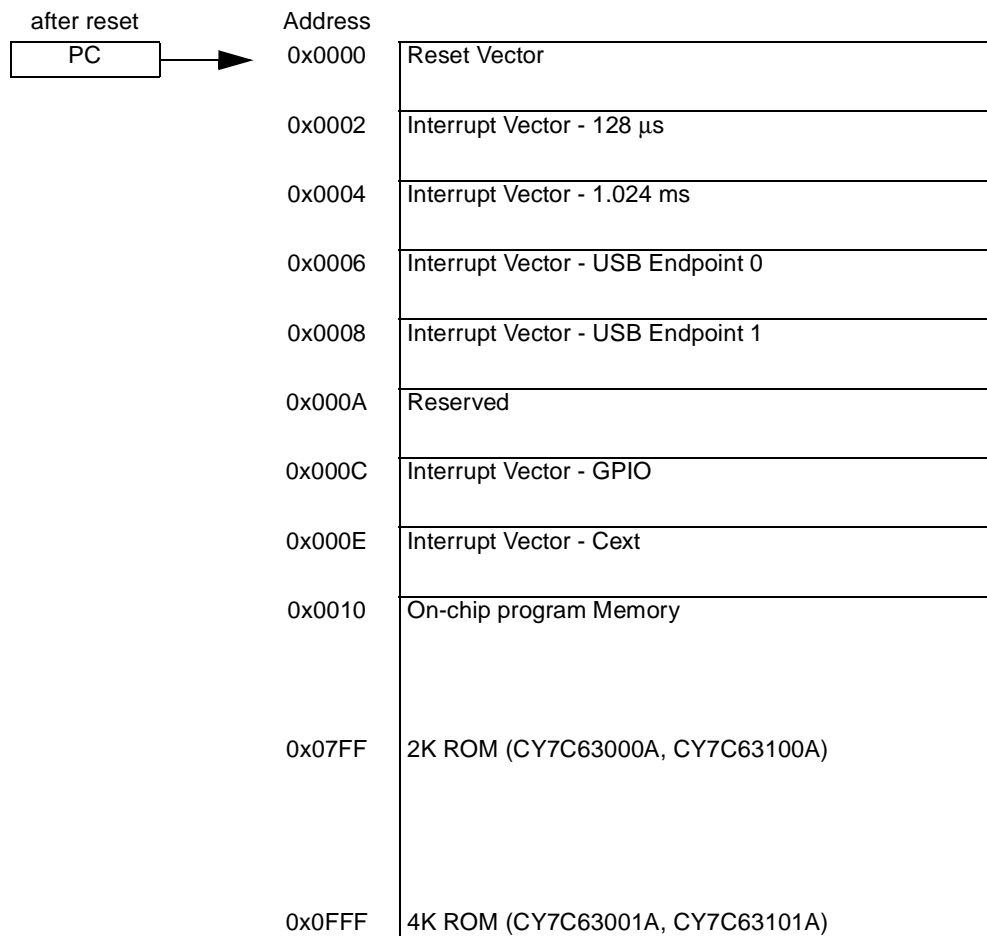 after reset Address
PC 0x0000 Reset Vector
0x0002 Interrupt Vector - 128 μs
0x0004 Interrupt Vector - 1.024 ms
0x0006 Interrupt Vector - USB Endpoint 0
0x0008 Interrupt Vector - USB Endpoint 1
0x000A Reserved
0x000C Interrupt Vector - GPIO
0x000E Interrupt Vector - Cext
0x0010 On-chip program Memory
0x07FF 2K ROM (CY7C63000A, CY7C63100A)
0x0FFF 4K ROM (CY7C63001A, CY7C63101A)